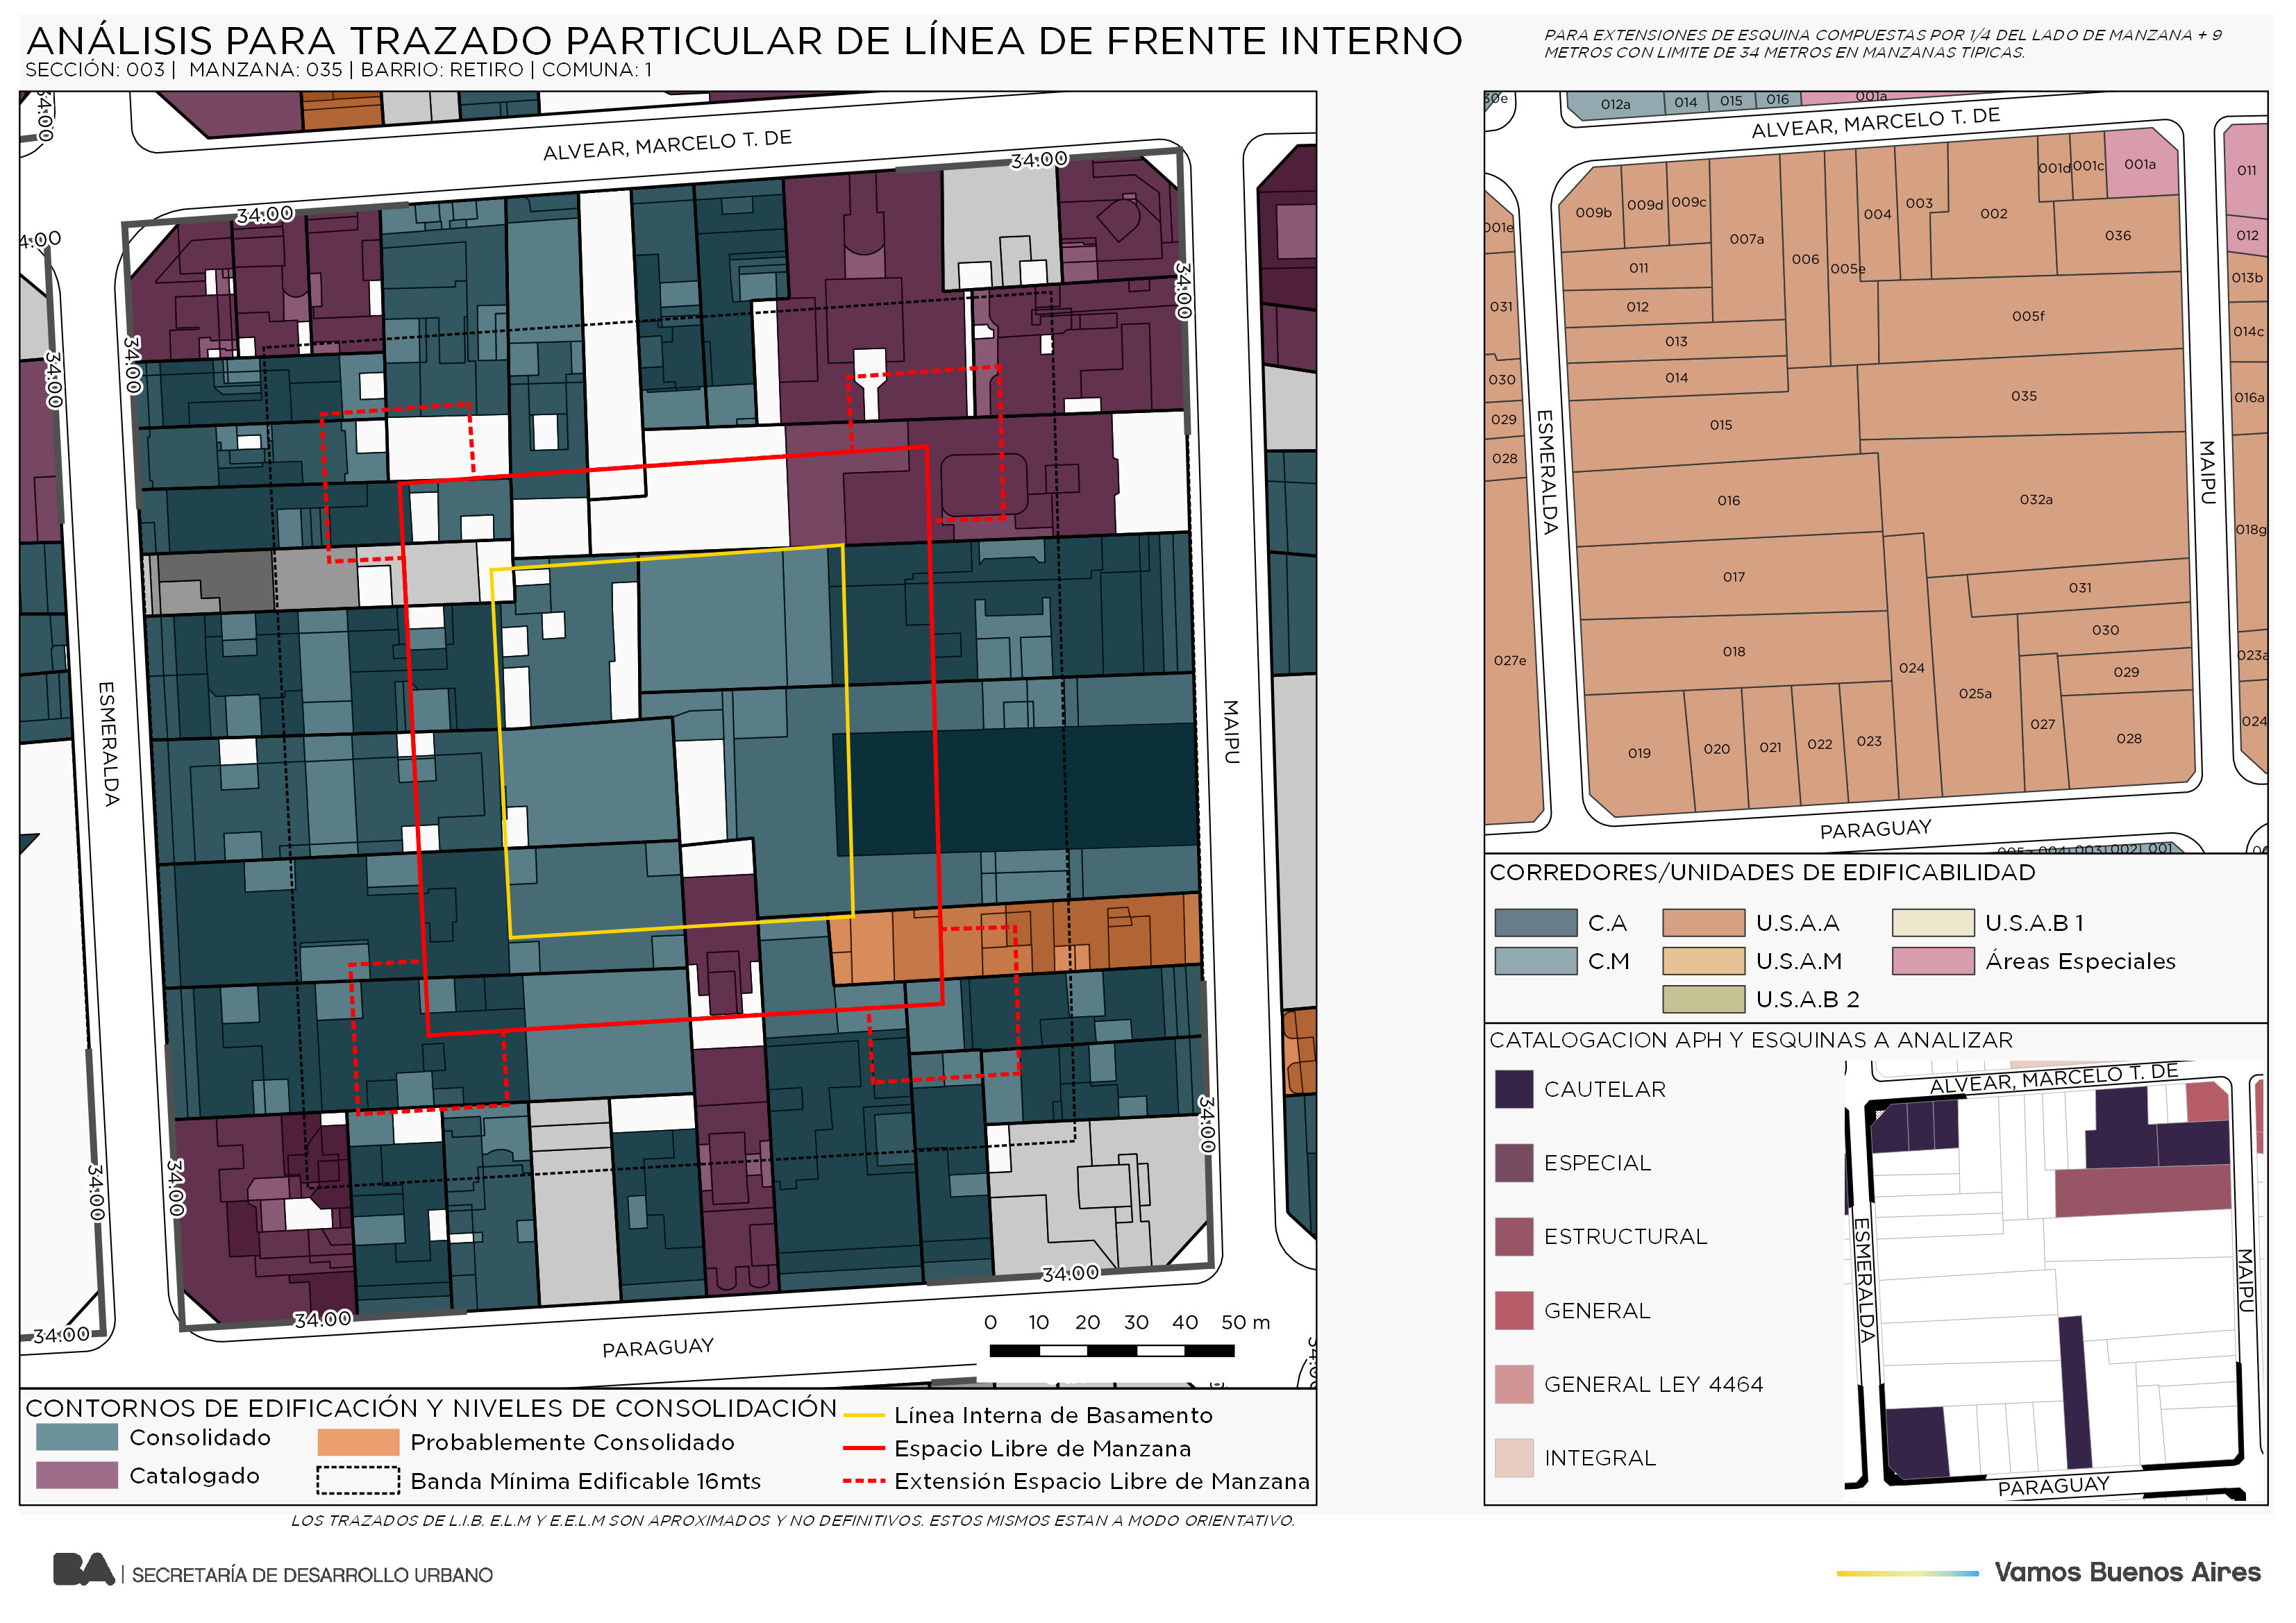 ANÁLISIS PARA TRAZADO PARTICULAR DE LÍNEA DE FRENTE INTERNO
SECCIÓN: 003 | MANZANA: 035 | BARRIO: RETIRO | COMUNA: 1
PARA EXTENSIONES DE ESQUINA COMPUESTAS POR 1/4 DEL LADO DE MANZANA + 9
METROS CON LIMITE DE 34 METROS EN MANZANAS TIPICAS.
ALVEAR, MARCELO T. DE
34.00
34.00
34.00
34.00
34.00
34.00
ESMERALDA
MAIPU
34.00
34.00
34.00
34.00
34.00
34.00
PARAGUAY
0 10 20 30 40 50 m
CONTORNOS DE EDIFICACIÓN Y NIVELES DE CONSOLIDACIÓN
Consolidado
Catalogado
Probablemente Consolidado
Banda Mínima Edificable 16mts
Línea Interna de Basamento
Espacio Libre de Manzana
Extensión Espacio Libre de Manzana
012a 014 015 016 001a
ALVEAR, MARCELO T. DE
009b 009d 009c 007a 006 005e 004 003 002 001d 001c 001a
011 012 013 014 015 016 017 018
036 005f 035 032a 031 030 029 028
019 020 021 022 023 024 025a 027
001e 031 030 029 028 027e
011 012 013b 014c 016a 018g 023a 024
ESMERALDA
MAIPU
PARAGUAY
005a 004 003 002 001
CORREDORES/UNIDADES DE EDIFICABILIDAD
C.A
U.S.A.A
U.S.A.B 1
C.M
U.S.A.M
Áreas Especiales
U.S.A.B 2
CATALOGACION APH Y ESQUINAS A ANALIZAR
CAUTELAR
ESPECIAL
ESTRUCTURAL
GENERAL
GENERAL LEY 4464
INTEGRAL
ALVEAR, MARCELO T. DE
ESMERALDA
MAIPU
PARAGUAY
LOS TRAZADOS DE L.I.B. E.L.M Y E.E.L.M SON APROXIMADOS Y NO DEFINITIVOS. ESTOS MISMOS ESTAN A MODO ORIENTATIVO.
BA | SECRETARÍA DE DESARROLLO URBANO
Vamos Buenos Aires